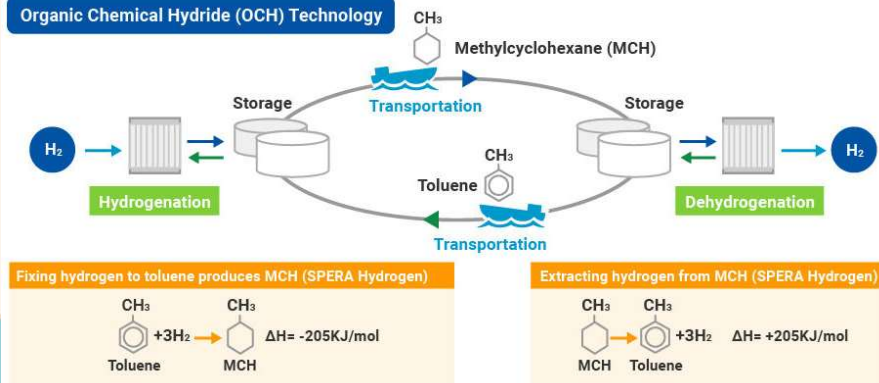 Organic Chemical Hydride (OCH) Technology
CH₃
Methylcyclohexane (MCH)
Transportation
Storage
Storage
H₂
H₂
Hydrogenation
Dehydrogenation
CH₃
Toluene
Transportation
Fixing hydrogen to toluene produces MCH (SPERA Hydrogen)
CH₃ CH₃
+3H₂ ΔH= -205KJ/mol
Toluene MCH
Extracting hydrogen from MCH (SPERA Hydrogen)
CH₃ CH₃
+3H₂ ΔH= +205KJ/mol
MCH Toluene